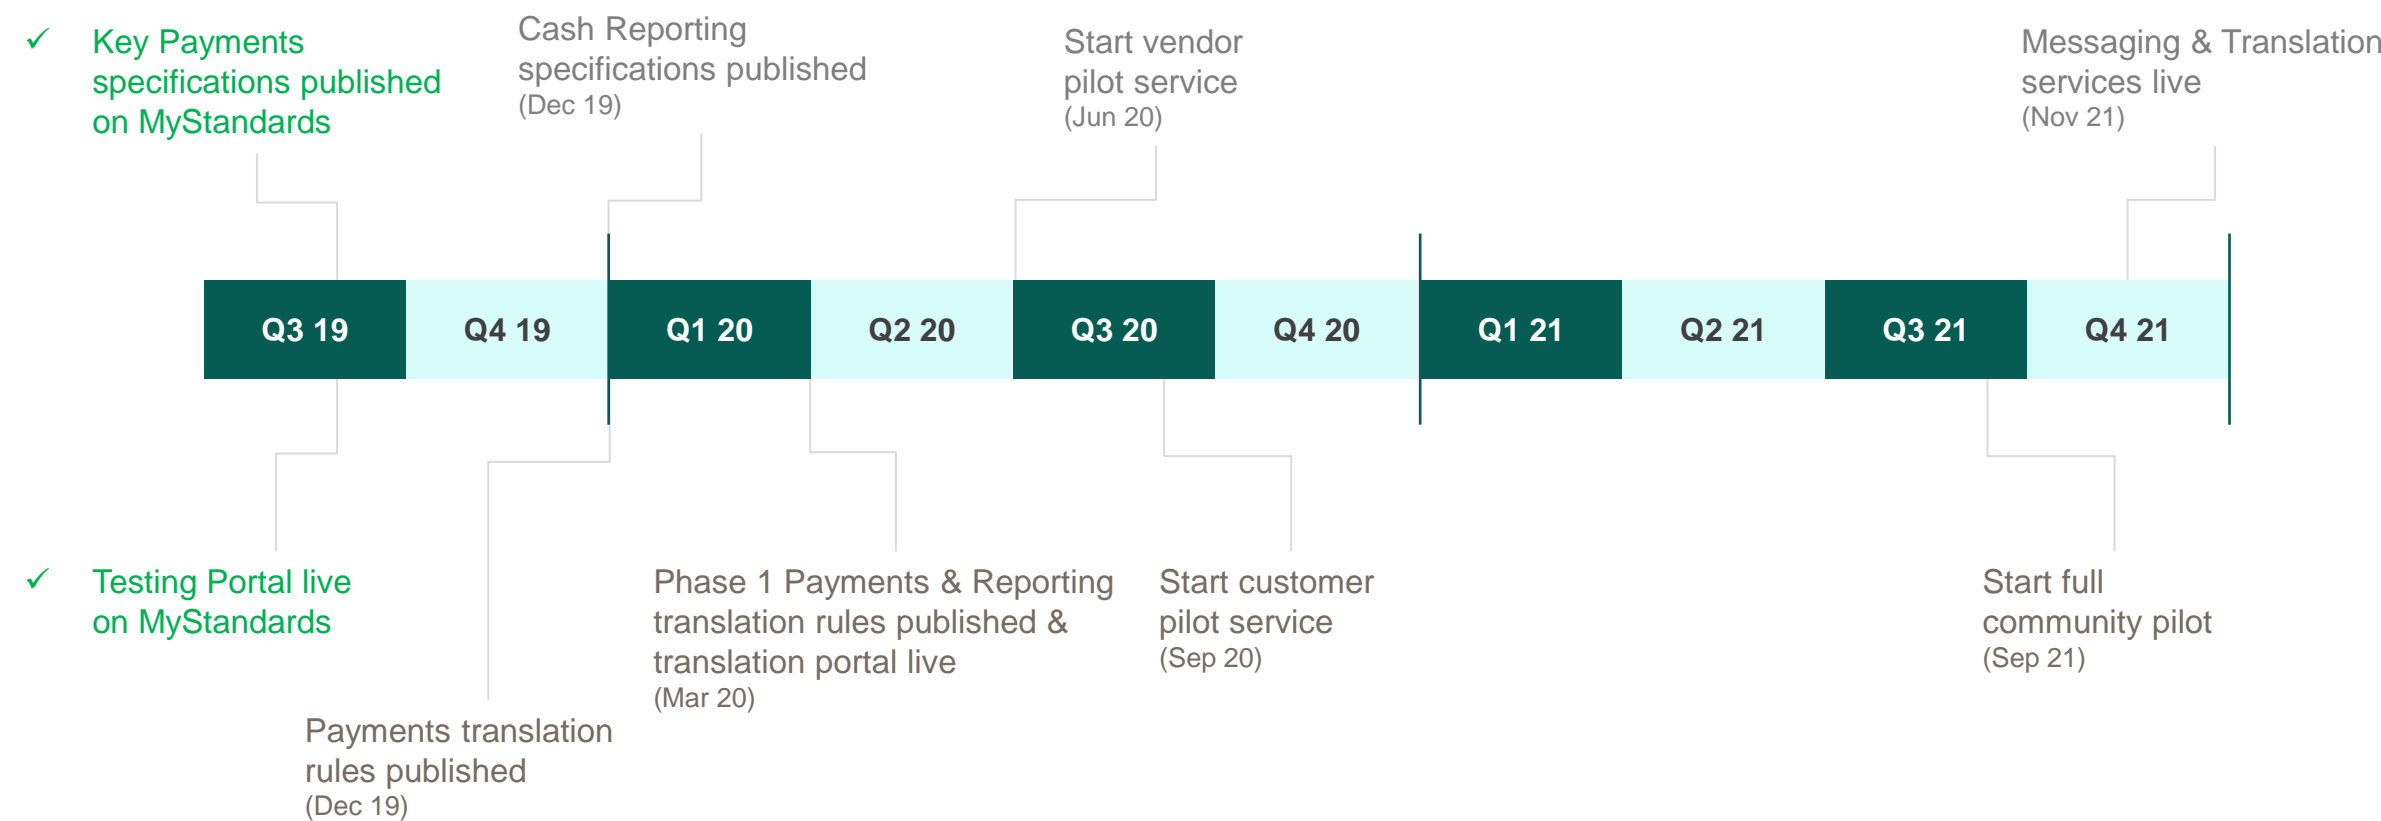 ✓ Key Payments
specifications published
on MyStandards
Cash Reporting
specifications published
(Dec 19)
Start vendor
pilot service
(Jun 20)
Messaging & Translation
services live
(Nov 21)
Q3 19
Q4 19
Q1 20
Q2 20
Q3 20
Q4 20
Q1 21
Q2 21
Q3 21
Q4 21
✓ Testing Portal live
on MyStandards
Payments translation
rules published
(Dec 19)
Phase 1 Payments & Reporting
translation rules published &
translation portal live
(Mar 20)
Start customer
pilot service
(Sep 20)
Start full
community pilot
(Sep 21)